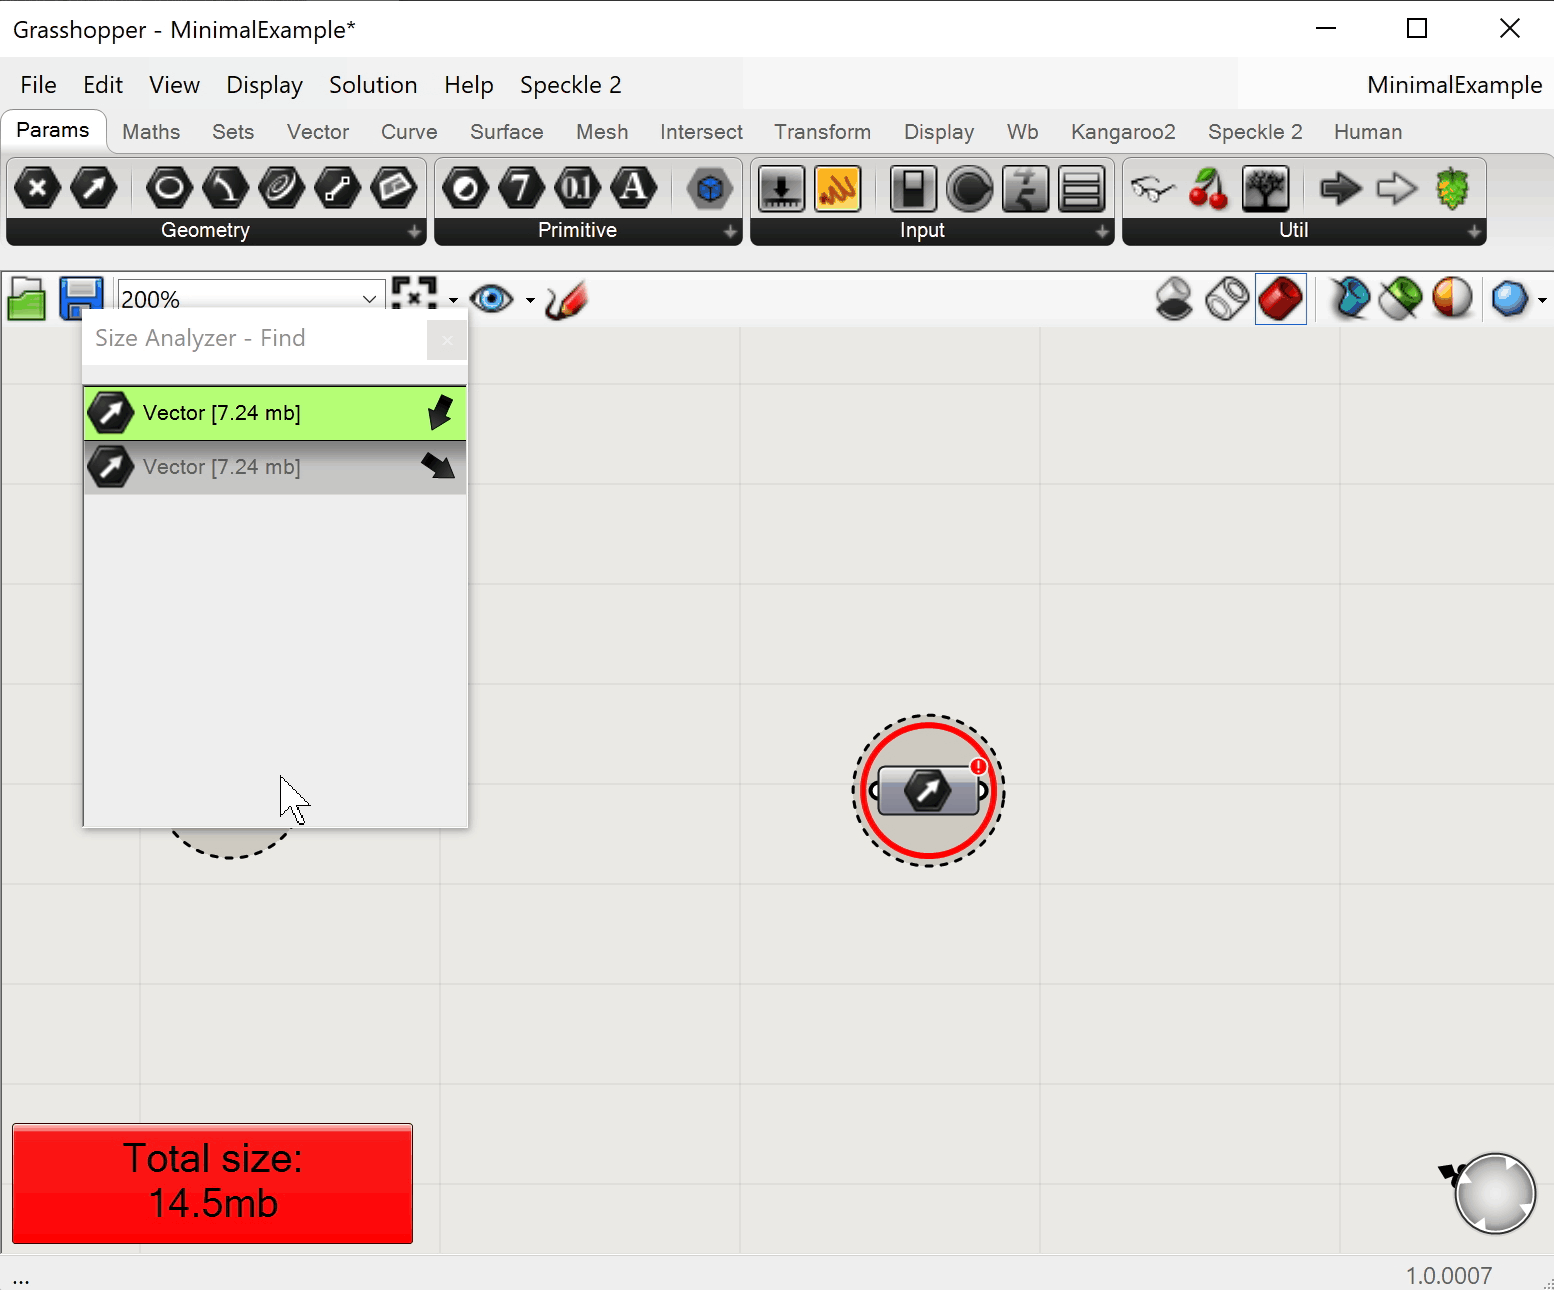 Grasshopper - MinimalExample*
File Edit View Display Solution Help Speckle 2 MinimalExample
Params Maths Sets Vector Curve Surface Mesh Intersect Transform Display Wb Kangaroo2 Speckle 2 Human
7 0.1 A
Geometry Primitive Input Util
200%
Size Analyzer - Find
Vector [7.24 mb]
Vector [7.24 mb]
Total size:
14.5mb
... 1.0.0007